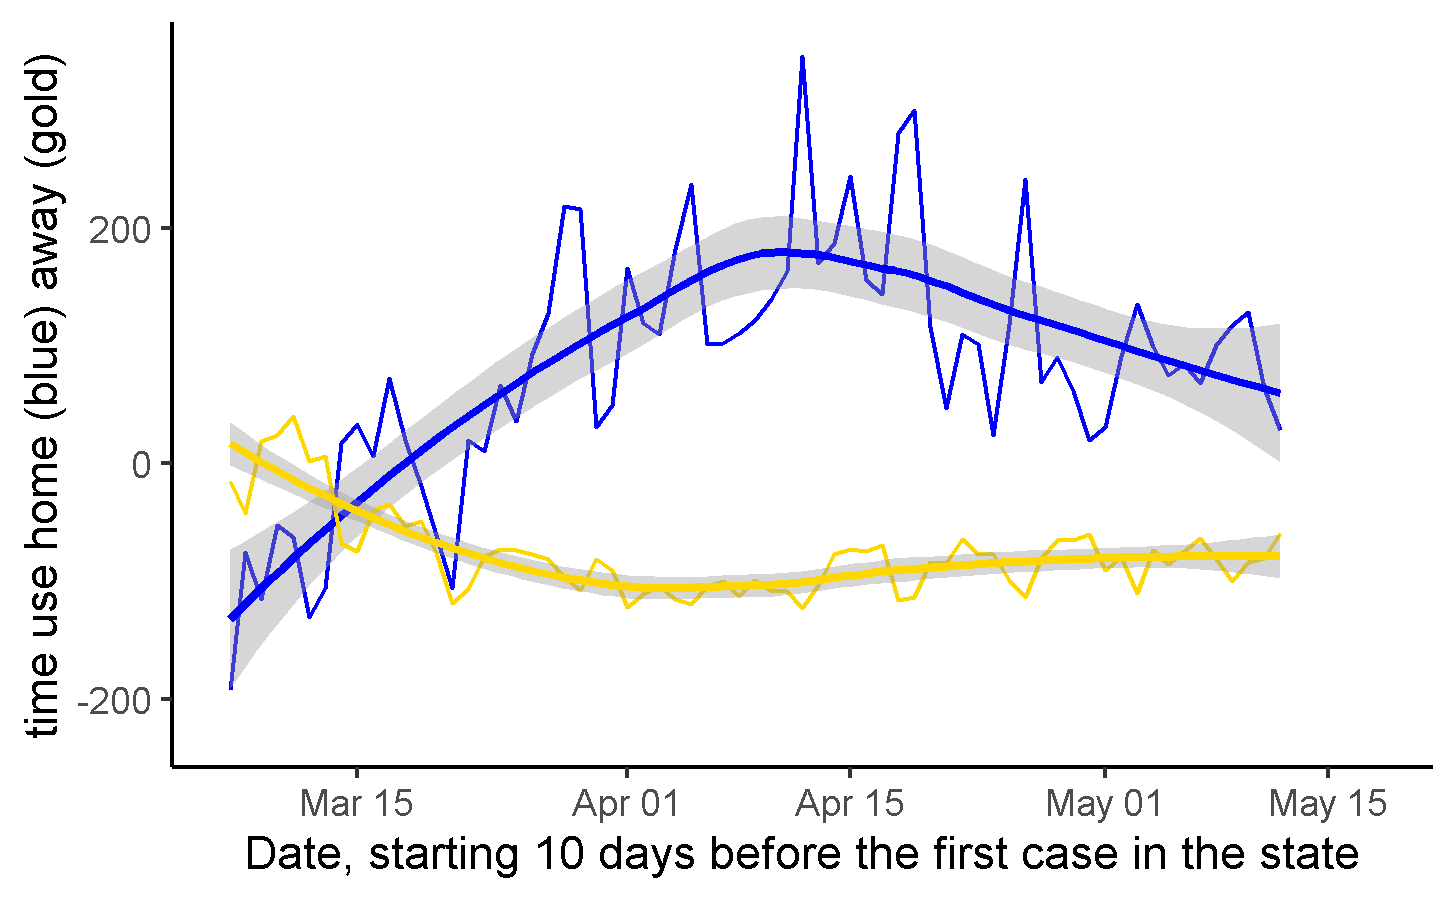 time use home (blue) away (gold)
200
0
-200
Mar 15
Apr 01
Apr 15
May 01
May 15
Date, starting 10 days before the first case in the state